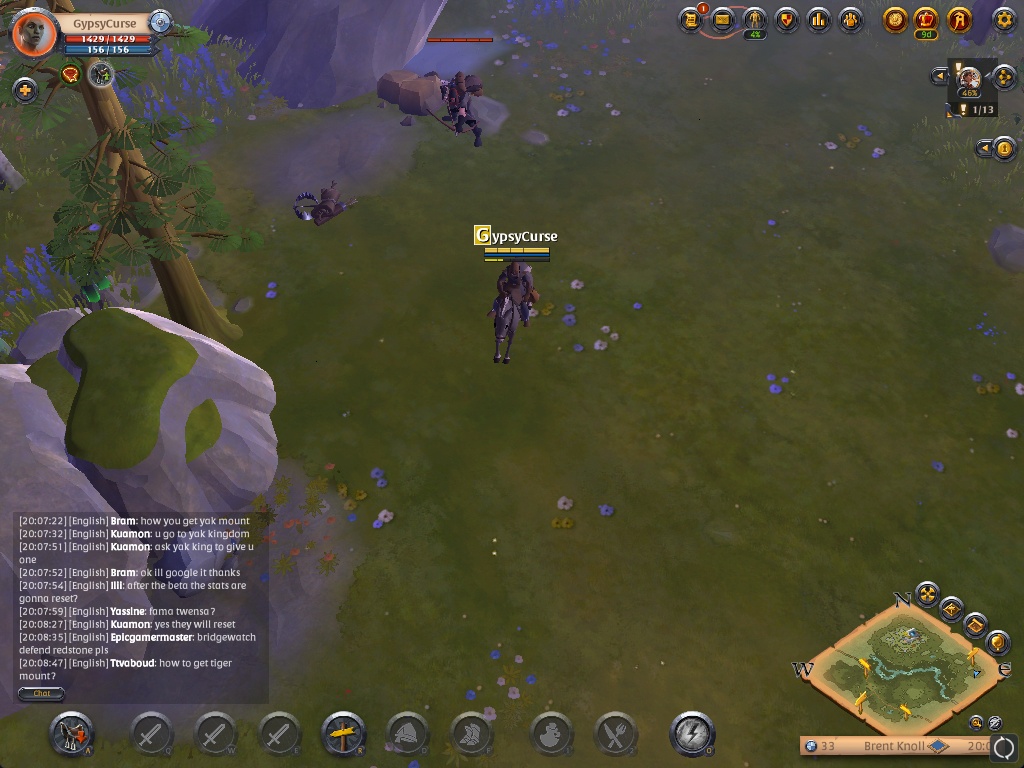 GypsyCurse
1429 / 1429
156 / 156
1
4%
9d
46%
1/13
GypsyCurse
[20:07:22] [English] Bram: how you get yak mount
[20:07:32] [English] Kuamon: u go to yak kingdom
[20:07:51] [English] Kuamon: ask yak king to give u
one
[20:07:52] [English] Bram: ok ill google it thanks
[20:07:54] [English] Illl: after the beta the stats are
gonna reset?
[20:07:59] [English] Yassine: fama twensa?
[20:08:27] [English] Kuamon: yes they will reset
[20:08:35] [English] Epicgamermaster: bridgewatch
defend redstone pls
[20:08:47] [English] Ttvaboud: how to get tiger
mount?
Chat
N
W
E
A
Q
W
E
R
33 Brent Knoll